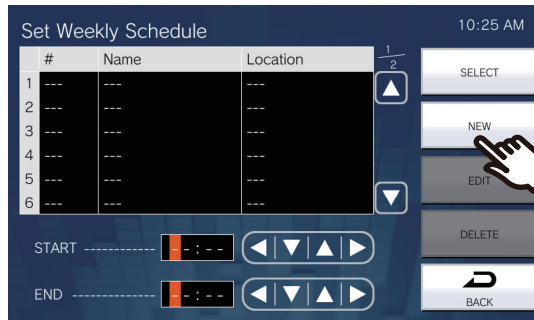 Set Weekly Schedule
10:25 AM
# Name Location
1
2
1 --- --- ---
2 --- --- ---
3 --- --- ---
4 --- --- ---
5 --- --- ---
6 --- --- ---
SELECT
NEW
EDIT
DELETE
START ----------- --:--
END ------------ --:--
BACK